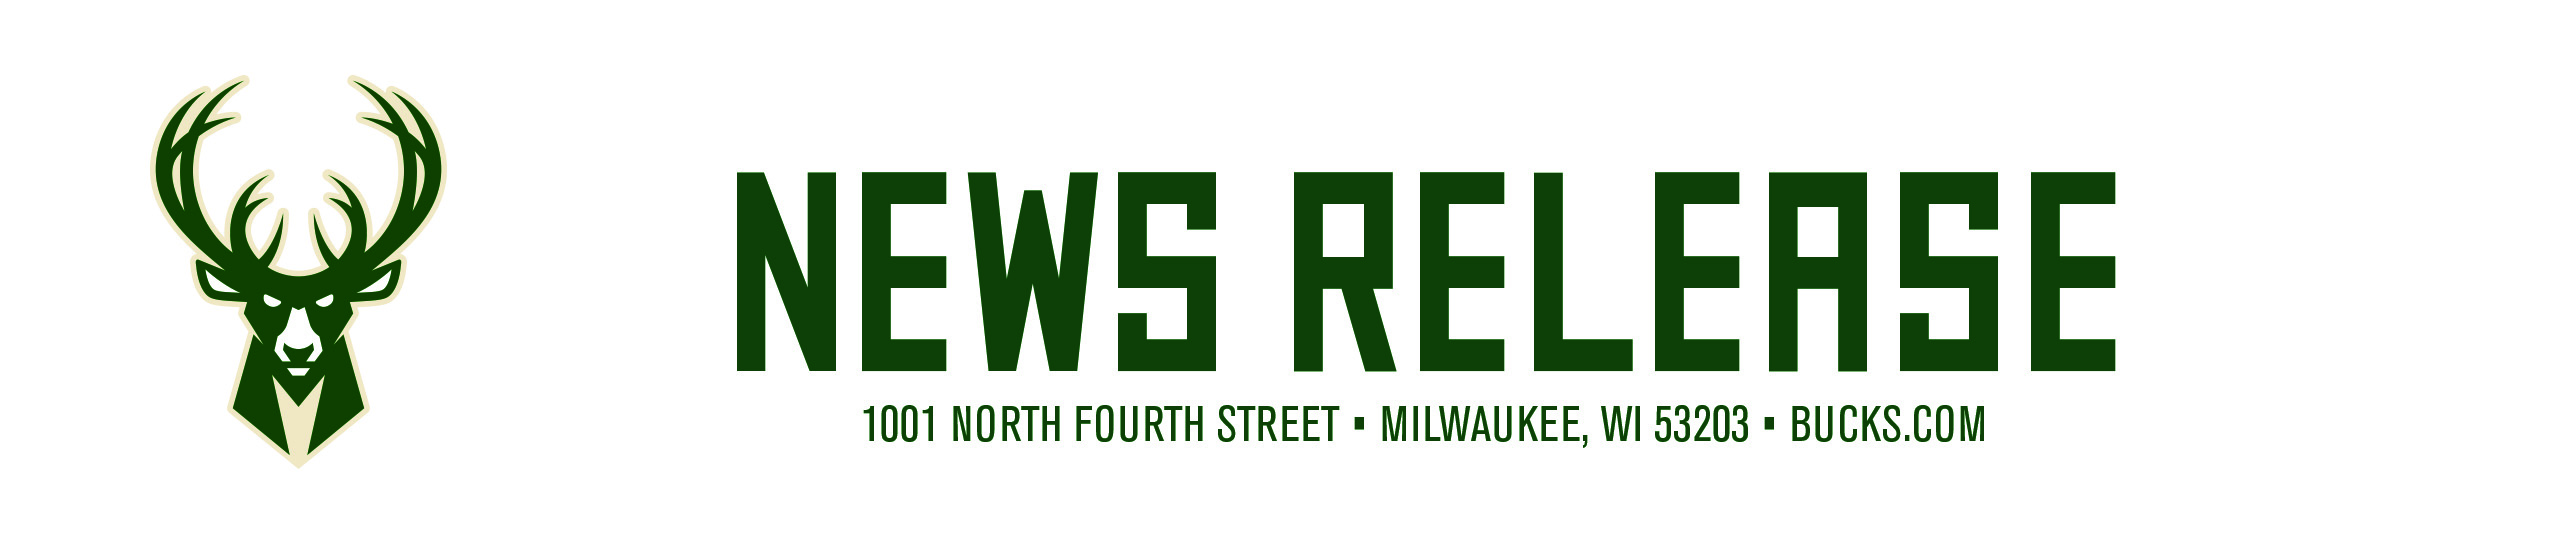 NEWS RELEASE
1001 NORTH FOURTH STREET ▪ MILWAUKEE, WI 53203 ▪ BUCKS.COM